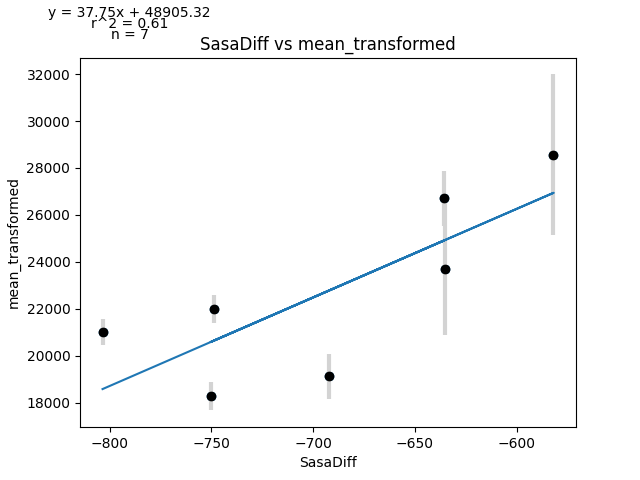 y = 37.75x + 48905.32
r^2 = 0.61
n = 7
SasaDiff vs mean_transformed
32000
30000
28000
26000
24000
22000
20000
18000
mean_transformed
−800
−750
−700
−650
−600
SasaDiff